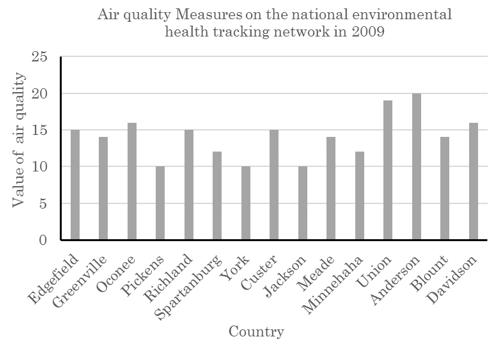 Air quality Measures on the national environmental
health tracking network in 2009
25
20
15
10
5
0
Value of air quality
Edgefield
Greenville
Oconee
Pickens
Richland
Spartanburg
York
Custer
Jackson
Meade
Minnehaha
Union
Anderson
Blount
Davidson
Country